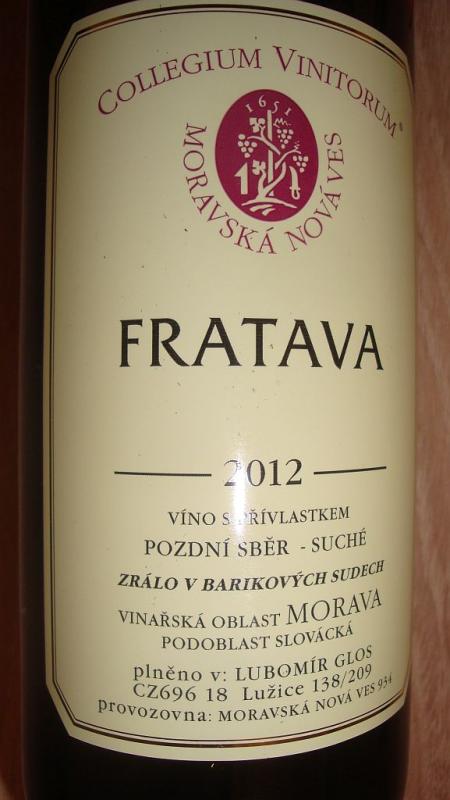 COLLEGIUM VINITORUM®
1651
MORAVSKÁ NOVÁ VES
FRATAVA
2012
VÍNO S PŘÍVLASTKEM
POZDNÍ SBĚR - SUCHÉ
ZRÁLO V BARIKOVÝCH SUDECH
VINAŘSKÁ OBLAST MORAVA
PODOBLAST SLOVÁCKÁ
plněno v: LUBOMÍR GLOS
CZ696 18 Lužice 138/209
provozovna: MORAVSKÁ NOVÁ VES 934